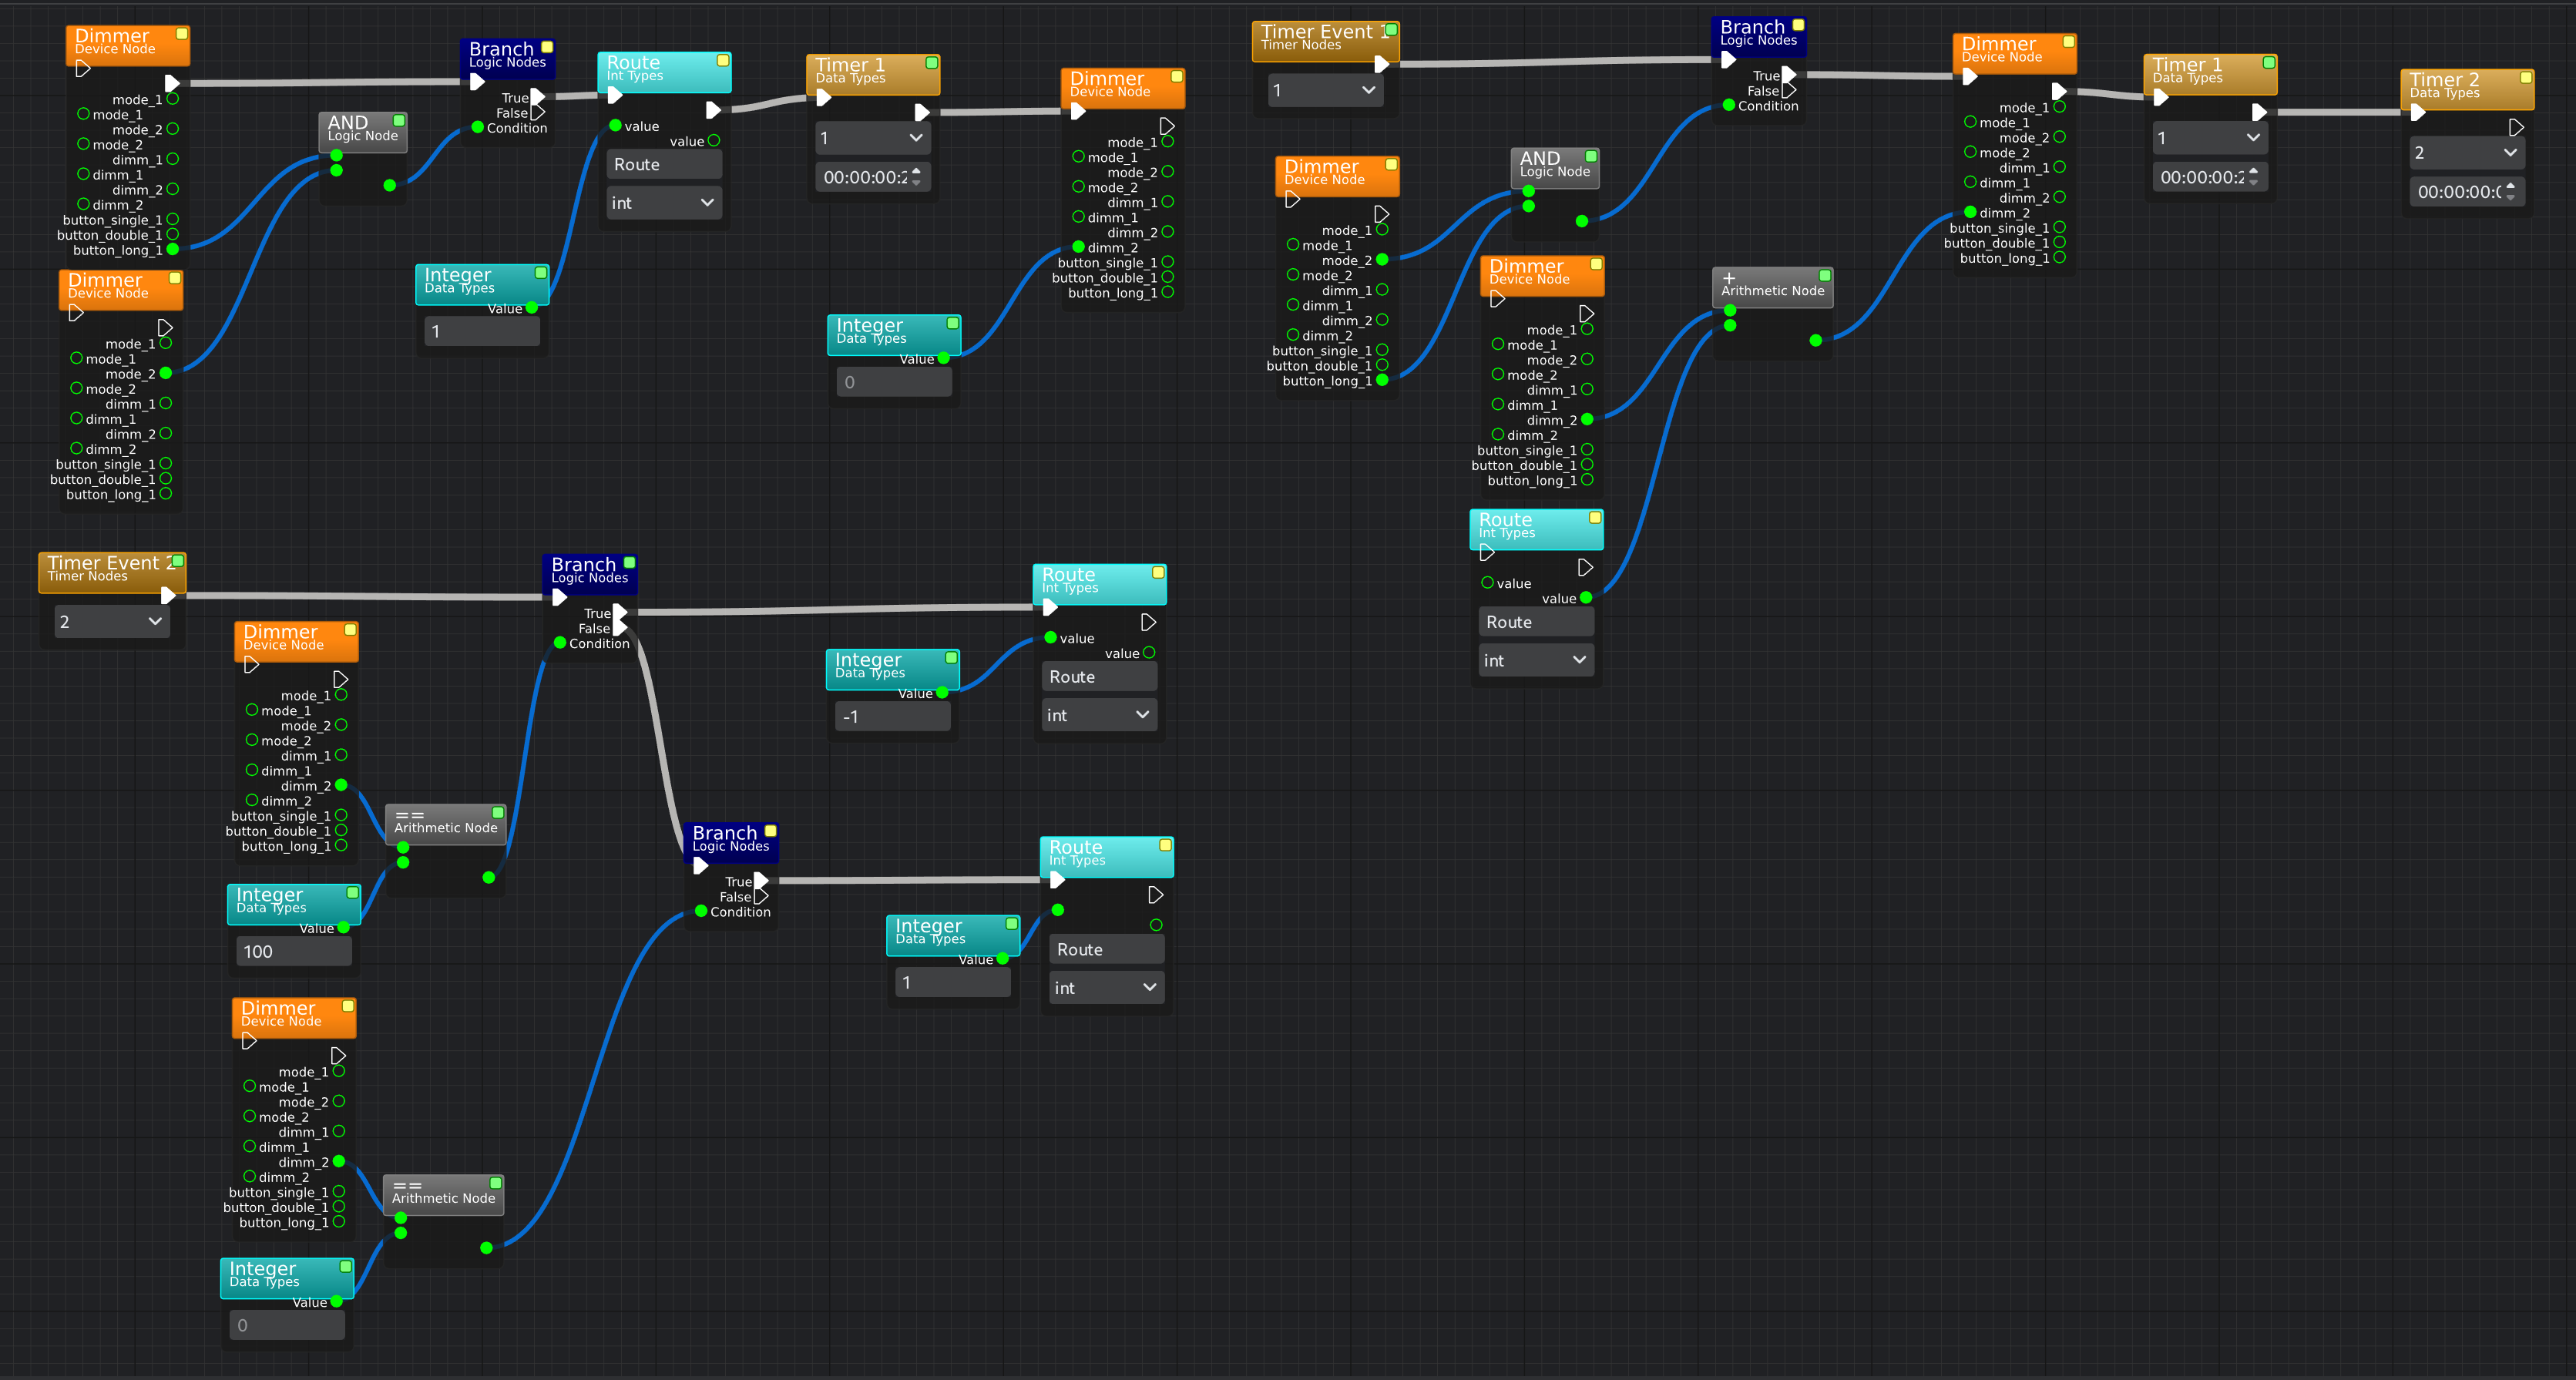 Dimmer
Device Node
mode_1
mode_1
mode_2
mode_2
dimm_1
dimm_1
dimm_2
dimm_2
button_single_1
button_double_1
button_long_1
Dimmer
Device Node
mode_1
mode_1
mode_2
mode_2
dimm_1
dimm_1
dimm_2
dimm_2
button_single_1
button_double_1
button_long_1
AND
Logic Node
Branch
Logic Nodes
True
False
Condition
Integer
Data Types
Value
1
Route
Int Types
value
value
Route
int
Timer 1
Data Types
1
00:00:00:2
Integer
Data Types
Value
0
Dimmer
Device Node
mode_1
mode_1
mode_2
mode_2
dimm_1
dimm_1
dimm_2
dimm_2
button_single_1
button_double_1
button_long_1
Timer Event 1
Timer Nodes
1
Dimmer
Device Node
mode_1
mode_1
mode_2
mode_2
dimm_1
dimm_1
dimm_2
dimm_2
button_single_1
button_double_1
button_long_1
AND
Logic Node
Dimmer
Device Node
mode_1
mode_1
mode_2
mode_2
dimm_1
dimm_1
dimm_2
dimm_2
button_single_1
button_double_1
button_long_1
Route
Int Types
value
value
Route
int
Branch
Logic Nodes
True
False
Condition
+
Arithmetic Node
Dimmer
Device Node
mode_1
mode_1
mode_2
mode_2
dimm_1
dimm_1
dimm_2
dimm_2
button_single_1
button_double_1
button_long_1
Timer 1
Data Types
1
00:00:00:2
Timer 2
Data Types
2
00:00:00:(
Timer Event 2
Timer Nodes
2
Dimmer
Device Node
mode_1
mode_1
mode_2
mode_2
dimm_1
dimm_1
dimm_2
dimm_2
button_single_1
button_double_1
button_long_1
==
Arithmetic Node
Integer
Data Types
Value
100
Branch
Logic Nodes
True
False
Condition
Integer
Data Types
Value
-1
Route
Int Types
value
value
Route
int
Branch
Logic Nodes
True
False
Condition
Integer
Data Types
Value
1
Route
Int Types
Route
int
Dimmer
Device Node
mode_1
mode_1
mode_2
mode_2
dimm_1
dimm_1
dimm_2
dimm_2
button_single_1
button_double_1
button_long_1
==
Arithmetic Node
Integer
Data Types
Value
0